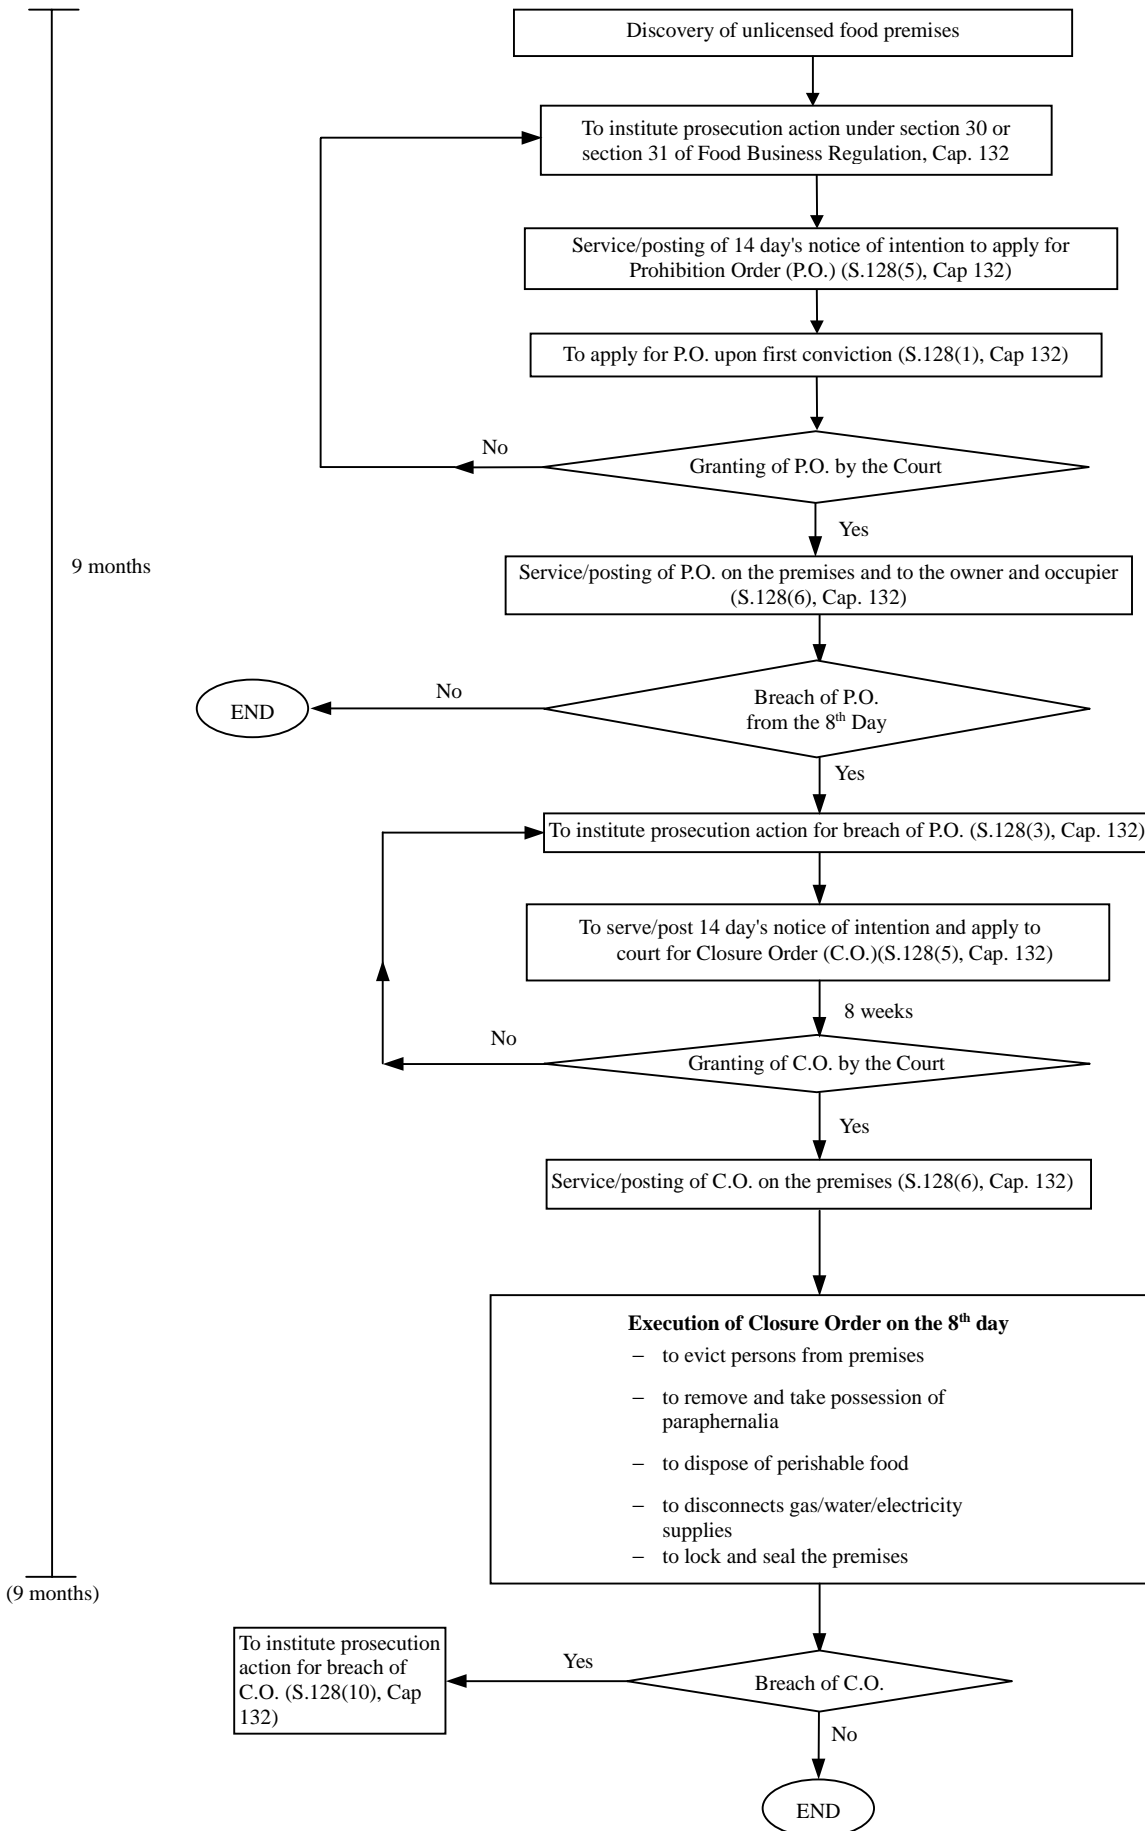 Discovery of unlicensed food premises
To institute prosecution action under section 30 or
section 31 of Food Business Regulation, Cap. 132
Service/posting of 14 day's notice of intention to apply for
Prohibition Order (P.O.) (S.128(5), Cap 132)
To apply for P.O. upon first conviction (S.128(1), Cap 132)
No
Granting of P.O. by the Court
Yes
9 months
Service/posting of P.O. on the premises and to the owner and occupier
(S.128(6), Cap. 132)
No
END
Breach of P.O.
from the 8th Day
Yes
To institute prosecution action for breach of P.O. (S.128(3), Cap. 132)
To serve/post 14 day's notice of intention and apply to
court for Closure Order (C.O.)(S.128(5), Cap. 132)
8 weeks
No
Granting of C.O. by the Court
Yes
Service/posting of C.O. on the premises (S.128(6), Cap. 132)
Execution of Closure Order on the 8th day
– to evict persons from premises
– to remove and take possession of
paraphernalia
– to dispose of perishable food
– to disconnects gas/water/electricity
supplies
– to lock and seal the premises
(9 months)
To institute prosecution
action for breach of
C.O. (S.128(10), Cap
132)
Yes
Breach of C.O.
No
END